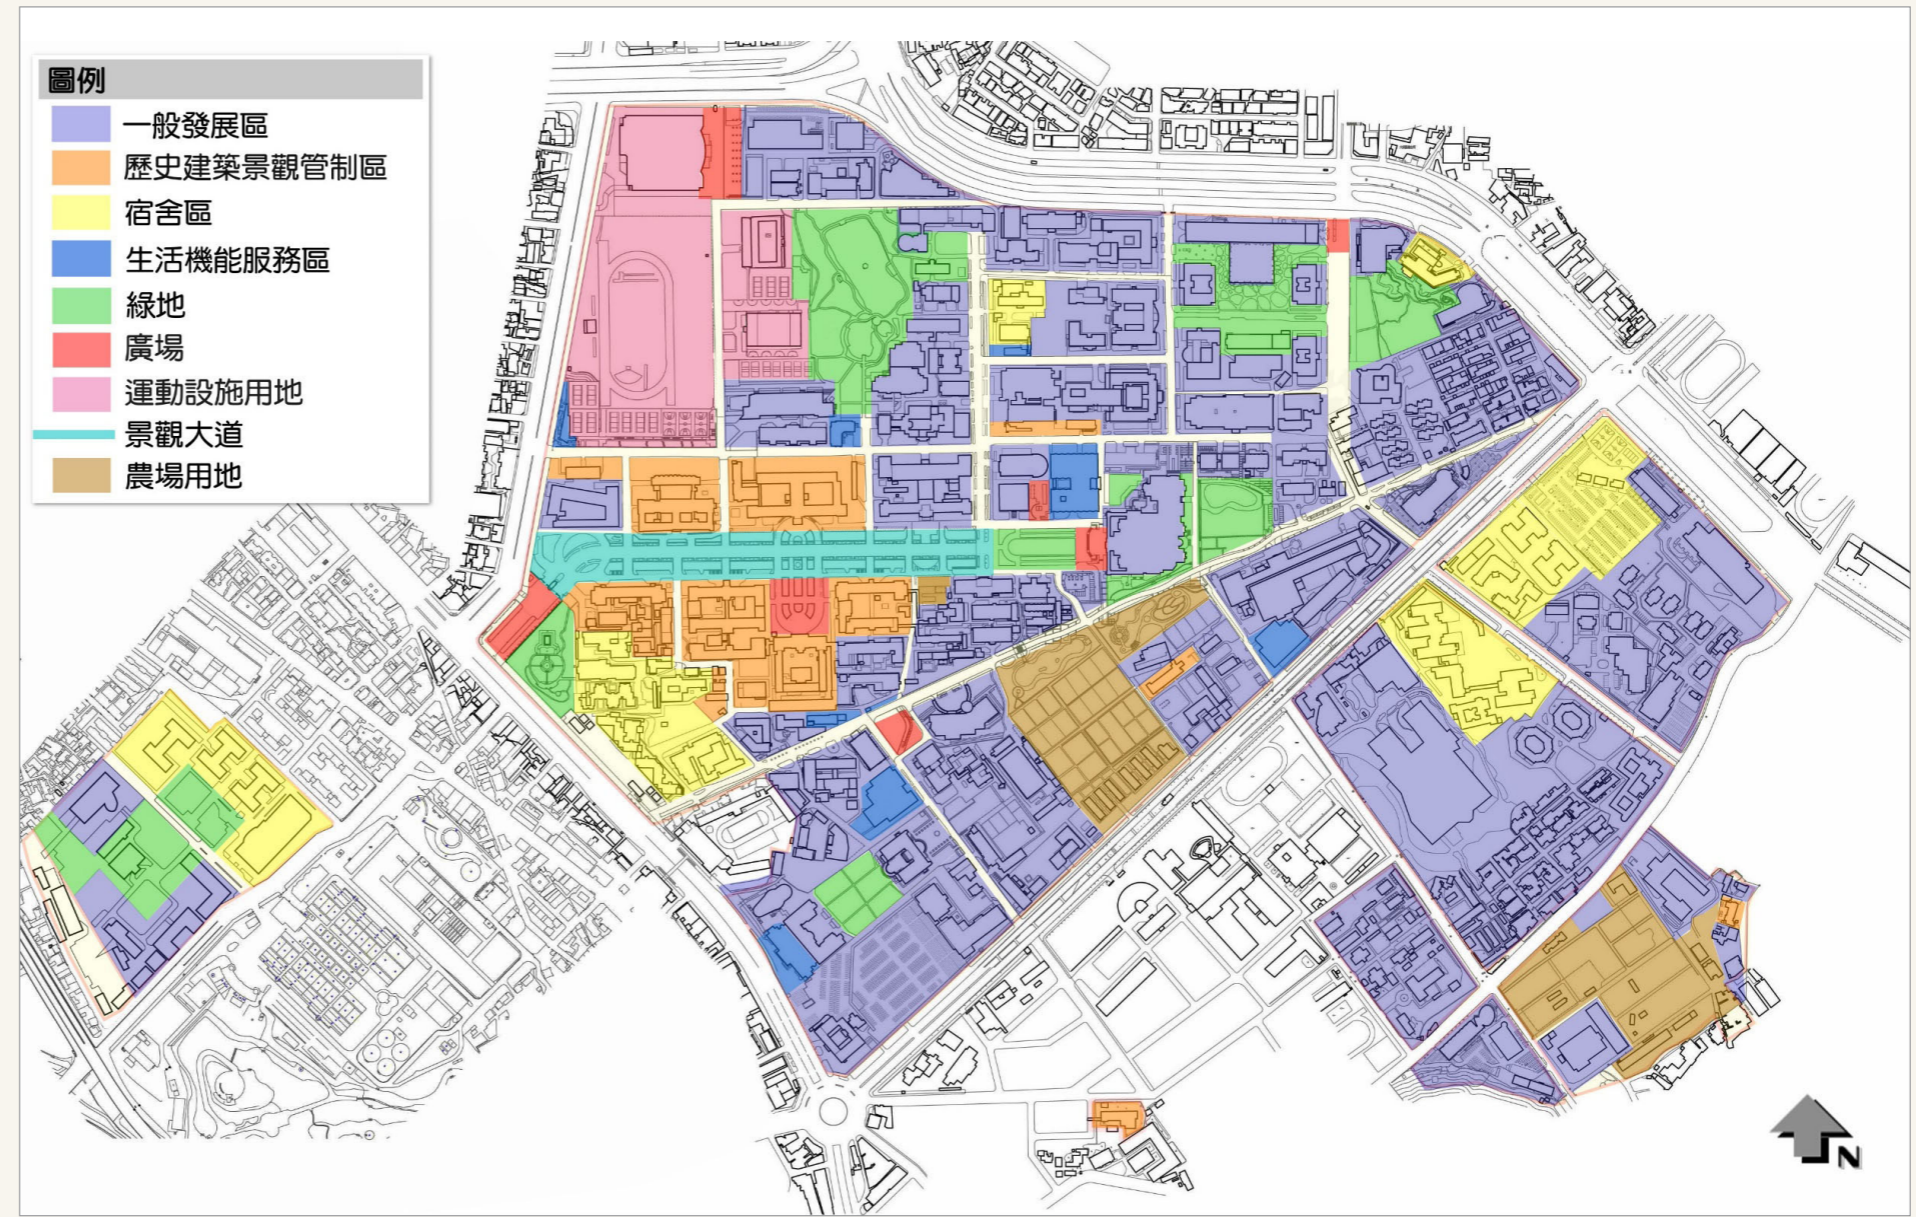 圖例
一般發展區
歷史建築景觀管制區
宿舍區
生活機能服務區
綠地
廣場
運動設施用地
景觀大道
農場用地
N